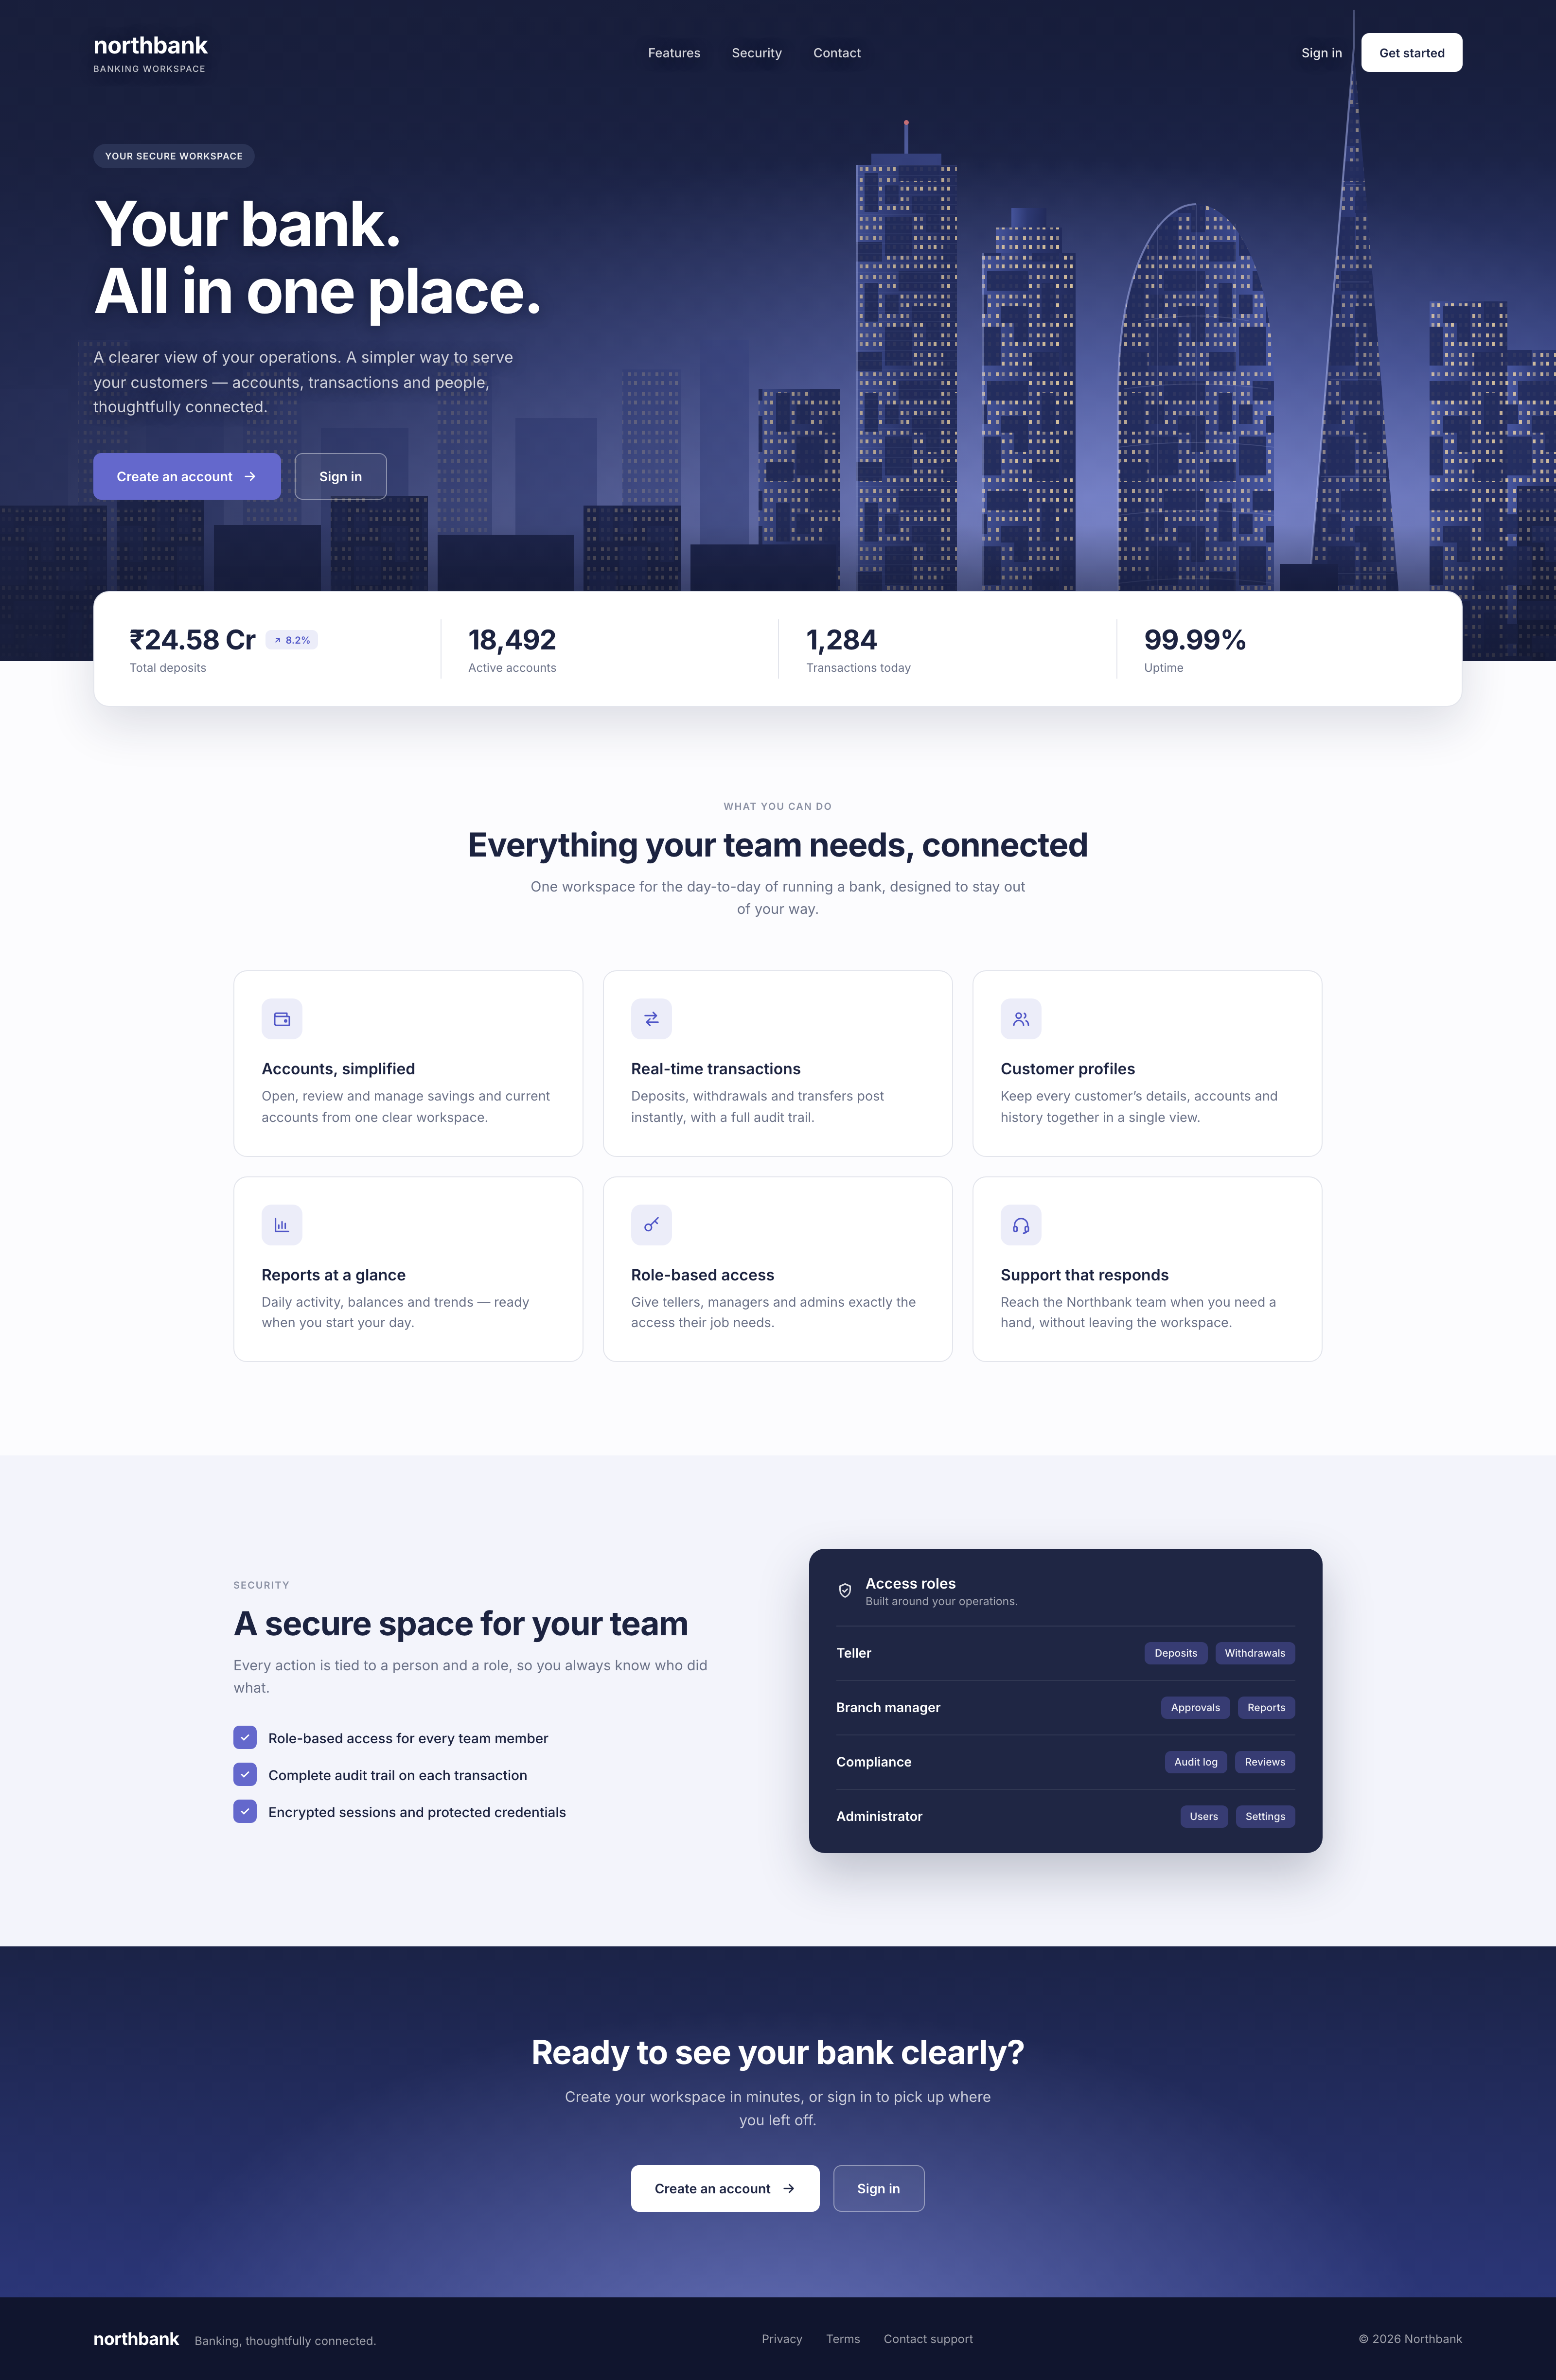 northbank
BANKING WORKSPACE
Features
Security
Contact
Sign in
Get started
YOUR SECURE WORKSPACE
Your bank.
All in one place.
A clearer view of your operations. A simpler way to serve
your customers — accounts, transactions and people,
thoughtfully connected.
Create an account →
Sign in
₹24.58 Cr
8.2%
Total deposits
18,492
Active accounts
1,284
Transactions today
99.99%
Uptime
WHAT YOU CAN DO
Everything your team needs, connected
One workspace for the day-to-day of running a bank, designed to stay out
of your way.
Accounts, simplified
Open, review and manage savings and current
accounts from one clear workspace.
Real-time transactions
Deposits, withdrawals and transfers post
instantly, with a full audit trail.
Customer profiles
Keep every customer’s details, accounts and
history together in a single view.
Reports at a glance
Daily activity, balances and trends — ready
when you start your day.
Role-based access
Give tellers, managers and admins exactly the
access their job needs.
Support that responds
Reach the Northbank team when you need a
hand, without leaving the workspace.
SECURITY
A secure space for your team
Every action is tied to a person and a role, so you always know who did
what.
Role-based access for every team member
Complete audit trail on each transaction
Encrypted sessions and protected credentials
Access roles
Built around your operations.
Teller
Deposits
Withdrawals
Branch manager
Approvals
Reports
Compliance
Audit log
Reviews
Administrator
Users
Settings
Ready to see your bank clearly?
Create your workspace in minutes, or sign in to pick up where
you left off.
Create an account →
Sign in
northbank
Banking, thoughtfully connected.
Privacy
Terms
Contact support
© 2026 Northbank